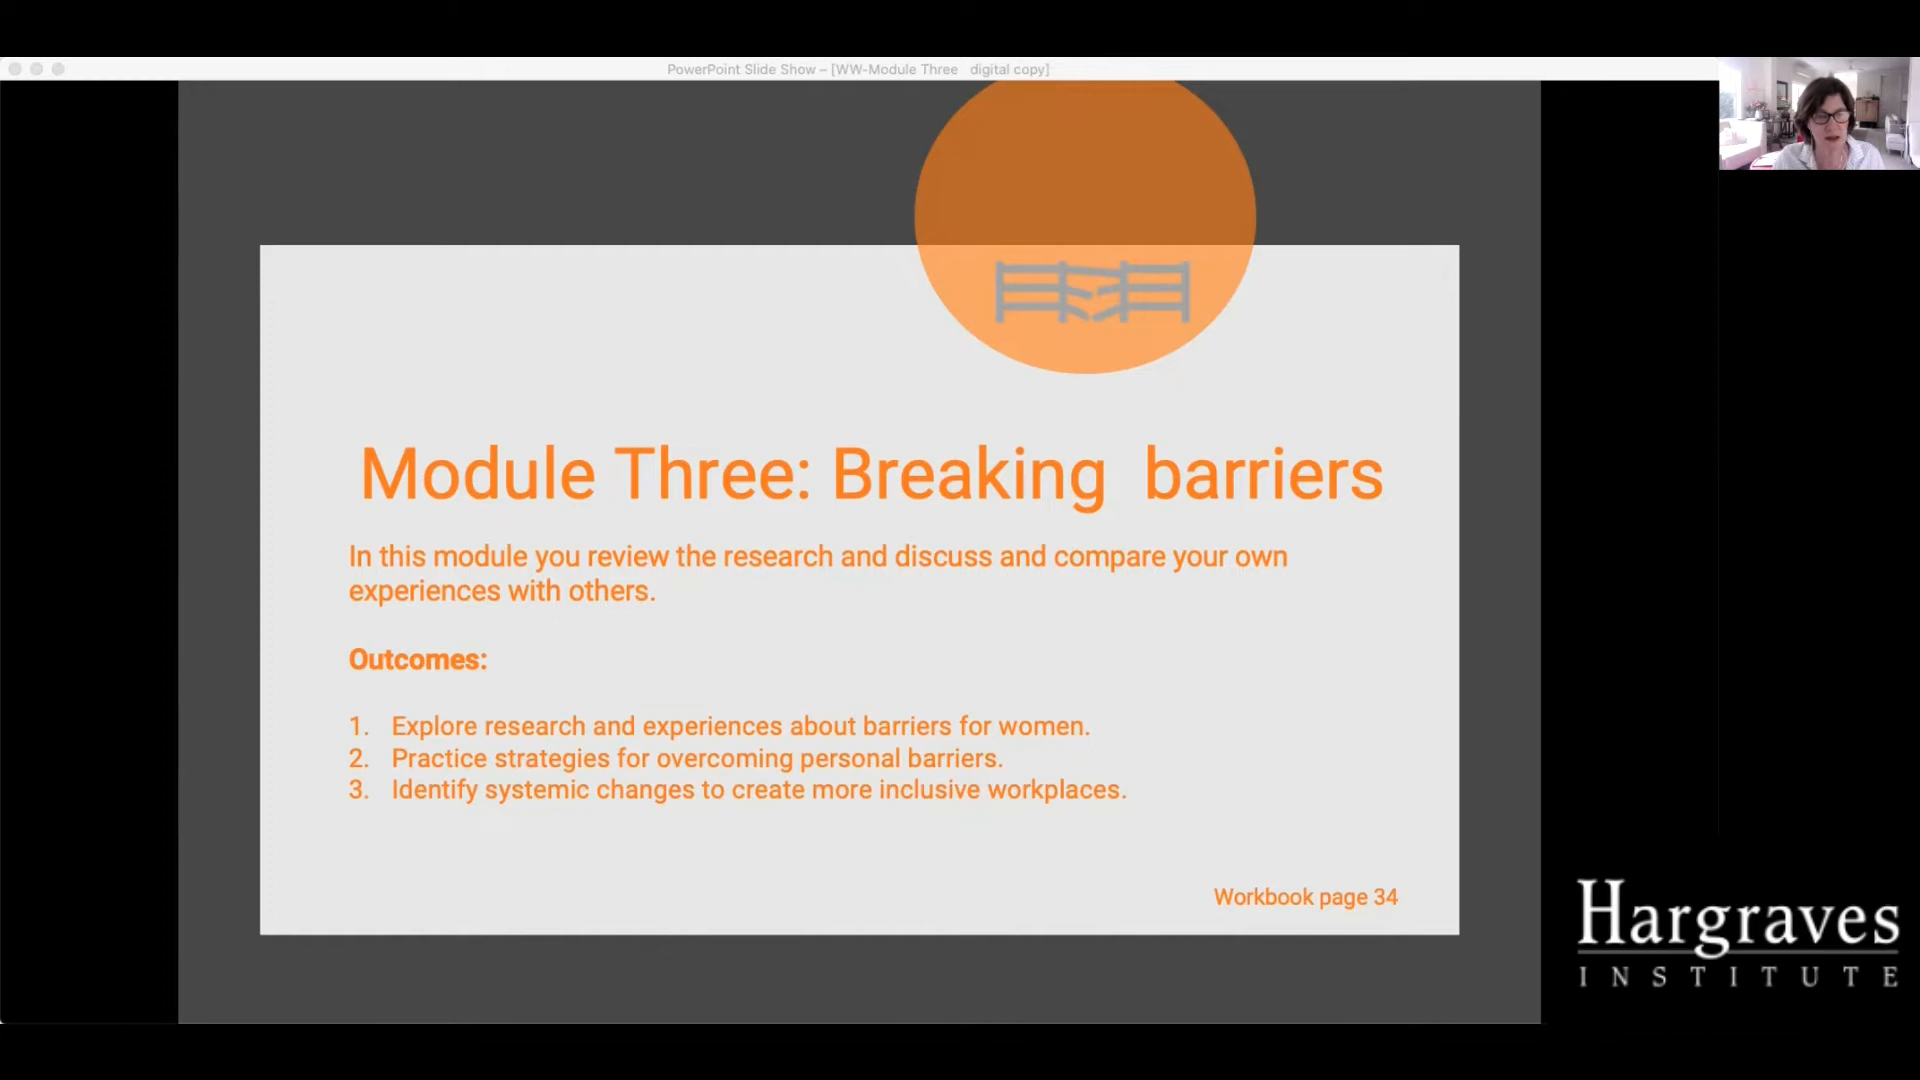 PowerPoint Slide Show – [WW-Module Three digital copy]
Module Three: Breaking barriers
In this module you review the research and discuss and compare your own
experiences with others.
Outcomes:
1. Explore research and experiences about barriers for women.
2. Practice strategies for overcoming personal barriers.
3. Identify systemic changes to create more inclusive workplaces.
Workbook page 34
Hargraves
INSTITUTE